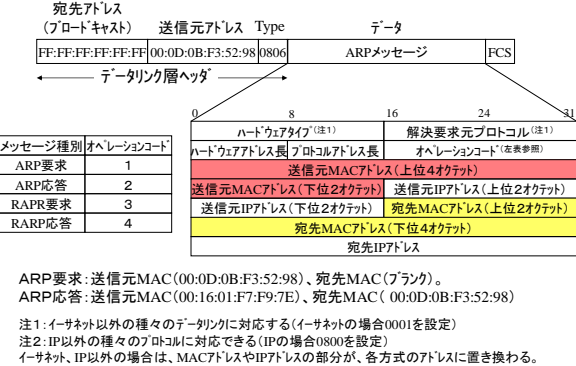 宛先アドレス
(ブロードキャスト) 送信元アドレス Type データ
FF:FF:FF:FF:FF:FF 00:0D:0B:F3:52:98 0806 ARPメッセージ FCS
データリンク層ヘッダ
0 8 16 24 31
ハードウェアタイプ(注1) 解決要求元プロトコル(注1)
メッセージ種別 オペレーションコード ハードウェアアドレス長 プロトコルアドレス長 オペレーションコード(左表参照)
ARP要求 1 送信元MACアドレス(上位4オクテット)
ARP応答 2 送信元MACアドレス(下位2オクテット) 送信元IPアドレス(上位2オクテット)
RAPR要求 3 送信元IPアドレス(下位2オクテット) 宛先MACアドレス(上位2オクテット)
RARP応答 4 宛先MACアドレス(下位4オクテット)
宛先IPアドレス
ARP要求:送信元MAC(00:0D:0B:F3:52:98)、宛先MAC(ブランク)。
ARP応答:送信元MAC(00:16:01:F7:F9:7E)、宛先MAC( 00:0D:0B:F3:52:98)
注1:イーサネット以外の種々のデータリンクに対応する(イーサネットの場合0001を設定)
注2:IP以外の種々のプロトコルに対応できる(IPの場合0800を設定)
イーサネット、IP以外の場合は、MACアドレスやIPアドレスの部分が、各方式のアドレスに置き換わる。